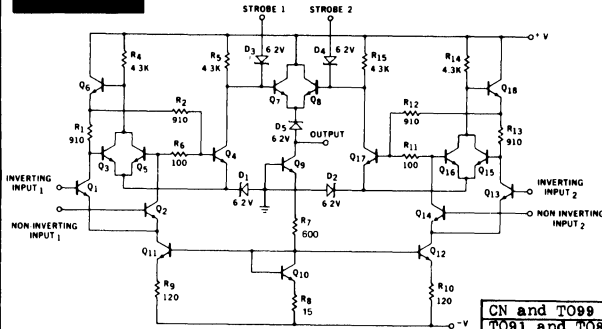 STROBE 1 STROBE 2
+ V
R4
4 3K
R5
4.3K
D3 6 2V
D4 6.2V
R15
4 3K
R14
4.3K
Q6
Q7
Q8
Q18
R2
910
R12
910
R1
910
R13
910
D5
6 2V
OUTPUT
R6
100
R11
100
Q3
Q5
Q4
Q9
Q17
Q16
Q15
INVERTING
INPUT 1
Q1
D1
6 2V
D2
6 2V
Q13
INVERTING
INPUT 2
Q2
Q14
NON-INVERTING
INPUT 1
NON INVERTING
INPUT 2
R7
600
Q11
Q10
Q12
R9
120
R8
15
R10
120
-V
CN and TO99